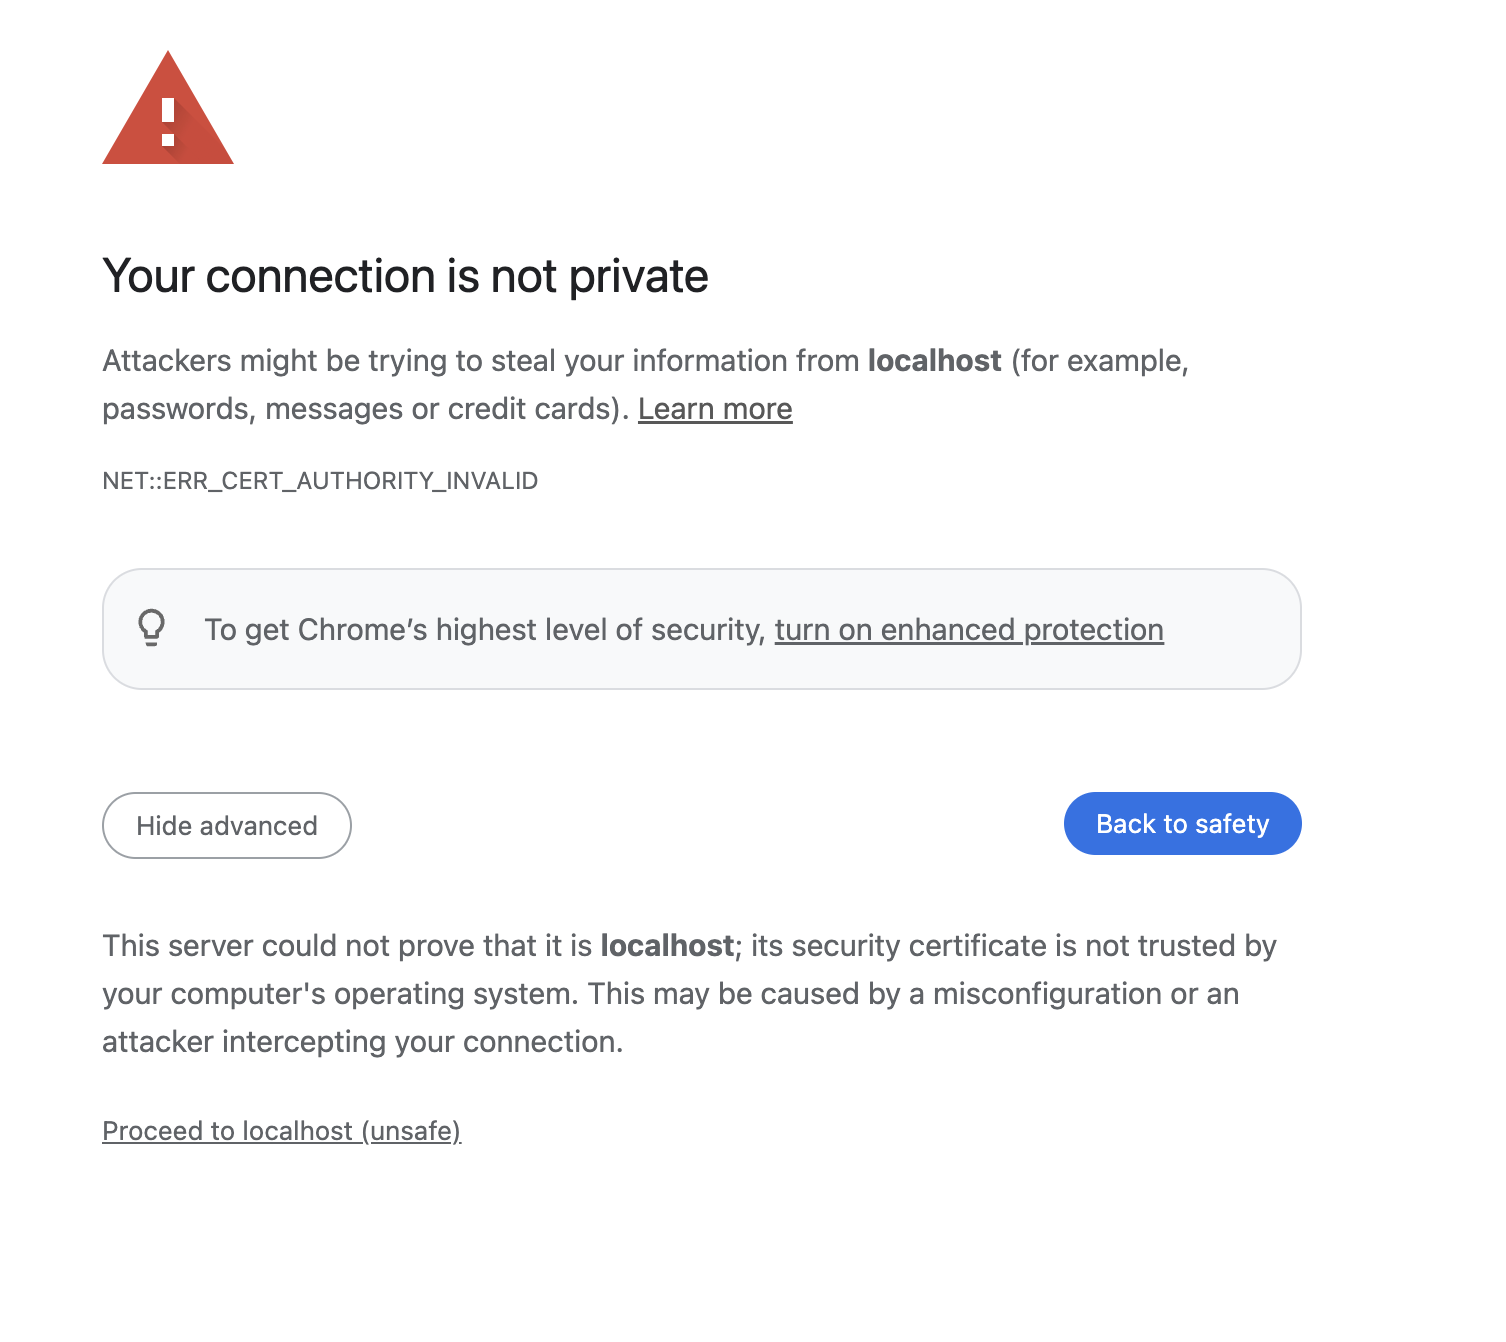 Your connection is not private
Attackers might be trying to steal your information from localhost (for example,
passwords, messages or credit cards). Learn more
NET::ERR_CERT_AUTHORITY_INVALID
To get Chrome’s highest level of security, turn on enhanced protection
Hide advanced
Back to safety
This server could not prove that it is localhost; its security certificate is not trusted by
your computer's operating system. This may be caused by a misconfiguration or an
attacker intercepting your connection.
Proceed to localhost (unsafe)